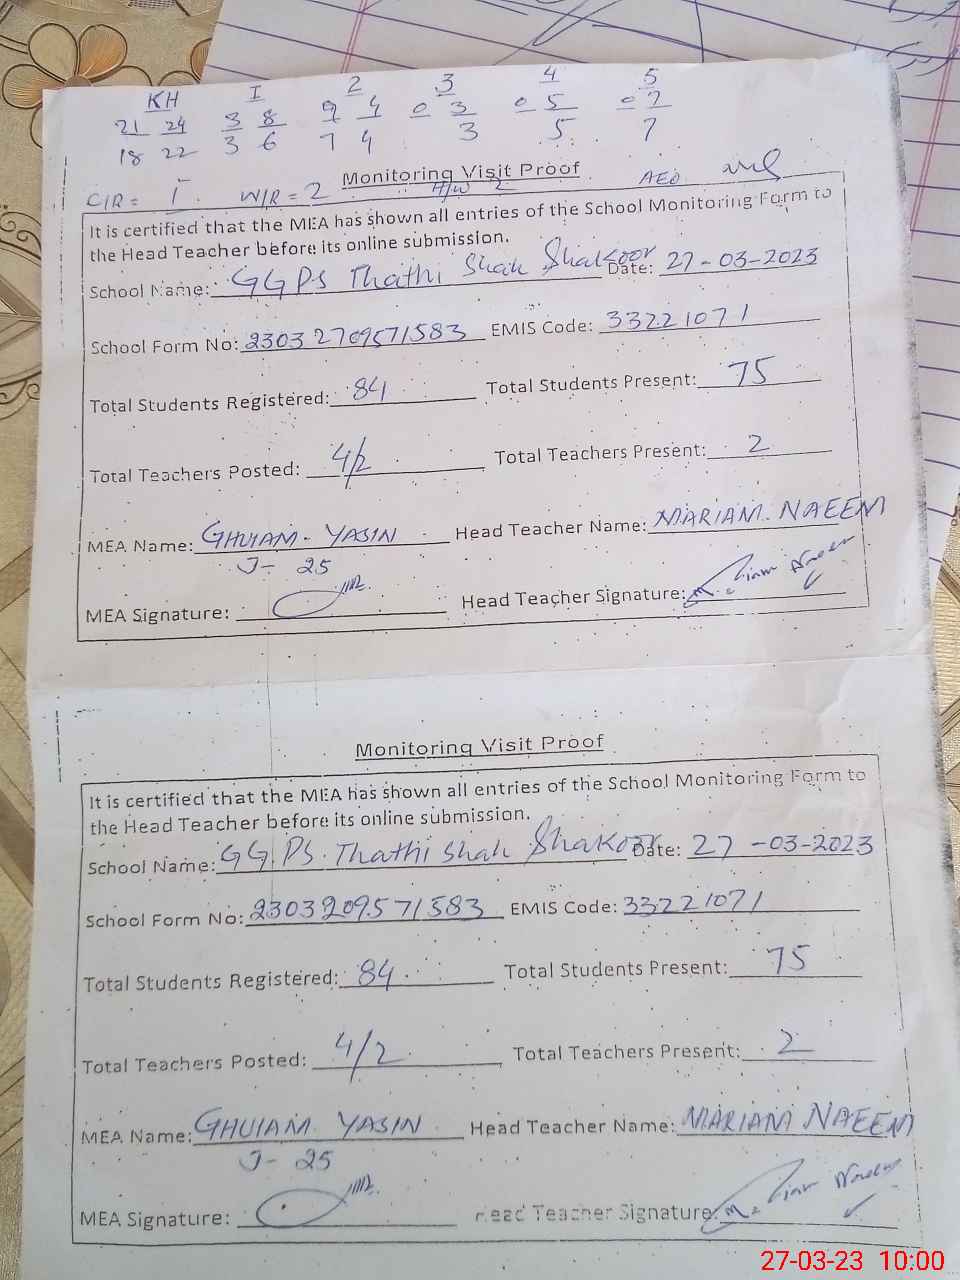 KH I 2 3 4 5
21 24 3 8 9 4 0 3 0 5 0 7
18 22 3 6 7 4 3 5 7
Monitoring Visit Proof
C/R = 1 W/R = 2 H/W 2 AEO
It is certified that the MEA has shown all entries of the School Monitoring Form to
the Head Teacher before its online submission.
School Name: GGPS Thathi Shah Shakoor Date: 27-03-2023
School Form No: 23032709571583 EMIS Code: 33221071
Total Students Registered: 84 Total Students Present: 75
Total Teachers Posted: 4/2 Total Teachers Present: 2
MEA Name: GHULAM YASIN Head Teacher Name: MARIAM NAEEM
J- 25
MEA Signature: Head Teacher Signature: Mariam Naeem
Monitoring Visit Proof
It is certified that the MEA has shown all entries of the School Monitoring Form to
the Head Teacher before its online submission.
School Name: GGPS Thathi Shah Shakoor Date: 27-03-2023
School Form No: 2303209571583 EMIS Code: 33221071
Total Students Registered: 84 Total Students Present: 75
Total Teachers Posted: 4/2 Total Teachers Present: 2
MEA Name: GHULAM YASIN Head Teacher Name: MARIAM NAEEM
J- 25
MEA Signature: Head Teacher Signature: Mariam Naeem
27-03-23 10:00